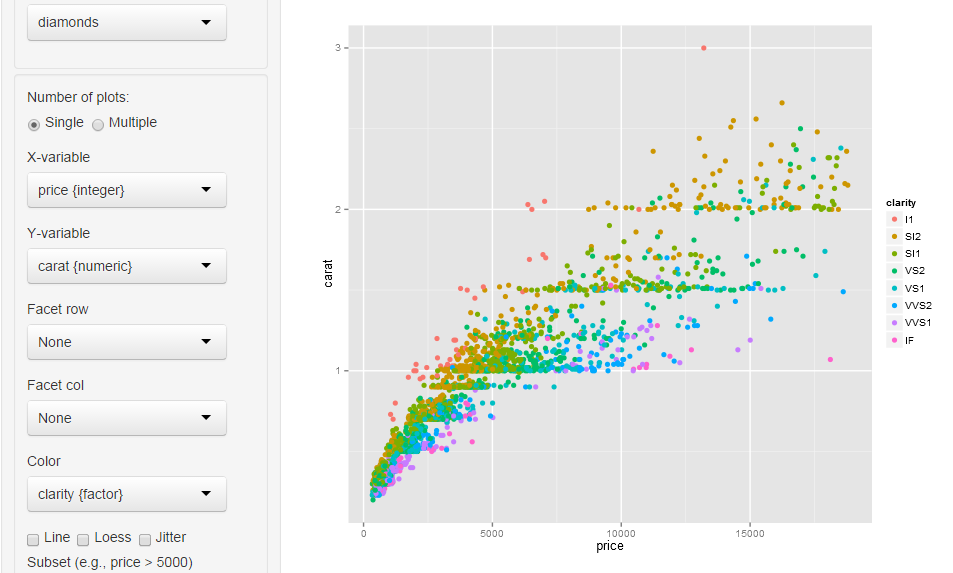 diamonds
Number of plots:
Single Multiple
X-variable
price {integer}
Y-variable
carat {numeric}
Facet row
None
Facet col
None
Color
clarity {factor}
Line Loess Jitter
Subset (e.g., price > 5000)
3
2
1
carat
0 5000 10000 15000
price
clarity
I1
SI2
SI1
VS2
VS1
VVS2
VVS1
IF